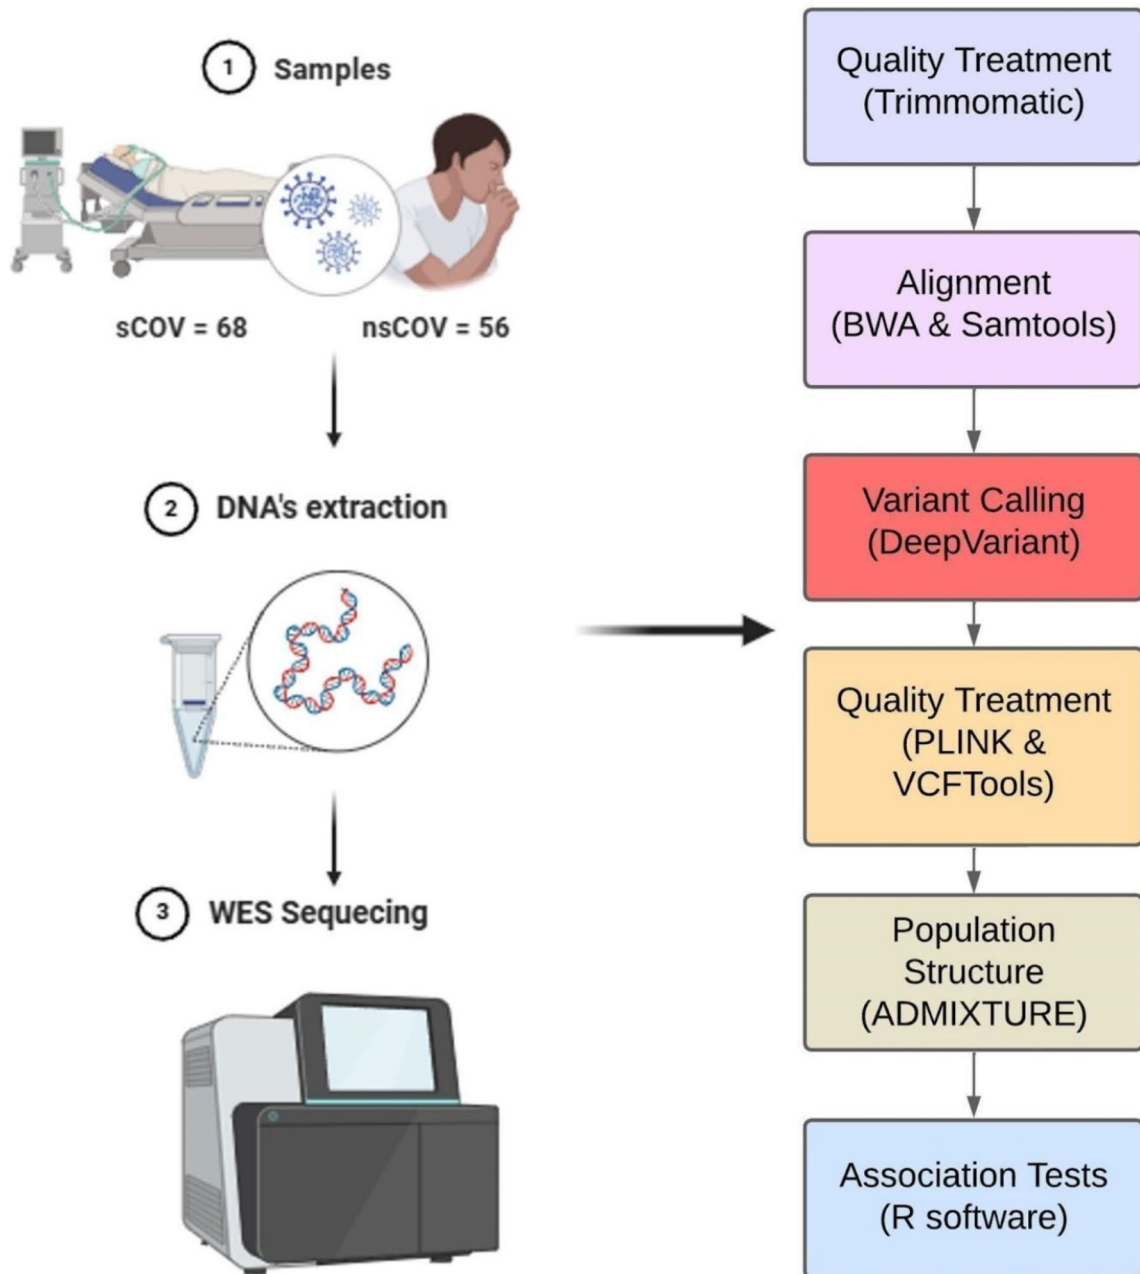 1 Samples
sCOV = 68 nsCOV = 56
2 DNA's extraction
3 WES Sequecing
Quality Treatment
(Trimmomatic)
Alignment
(BWA & Samtools)
Variant Calling
(DeepVariant)
Quality Treatment
(PLINK &
VCFTools)
Population
Structure
(ADMIXTURE)
Association Tests
(R software)